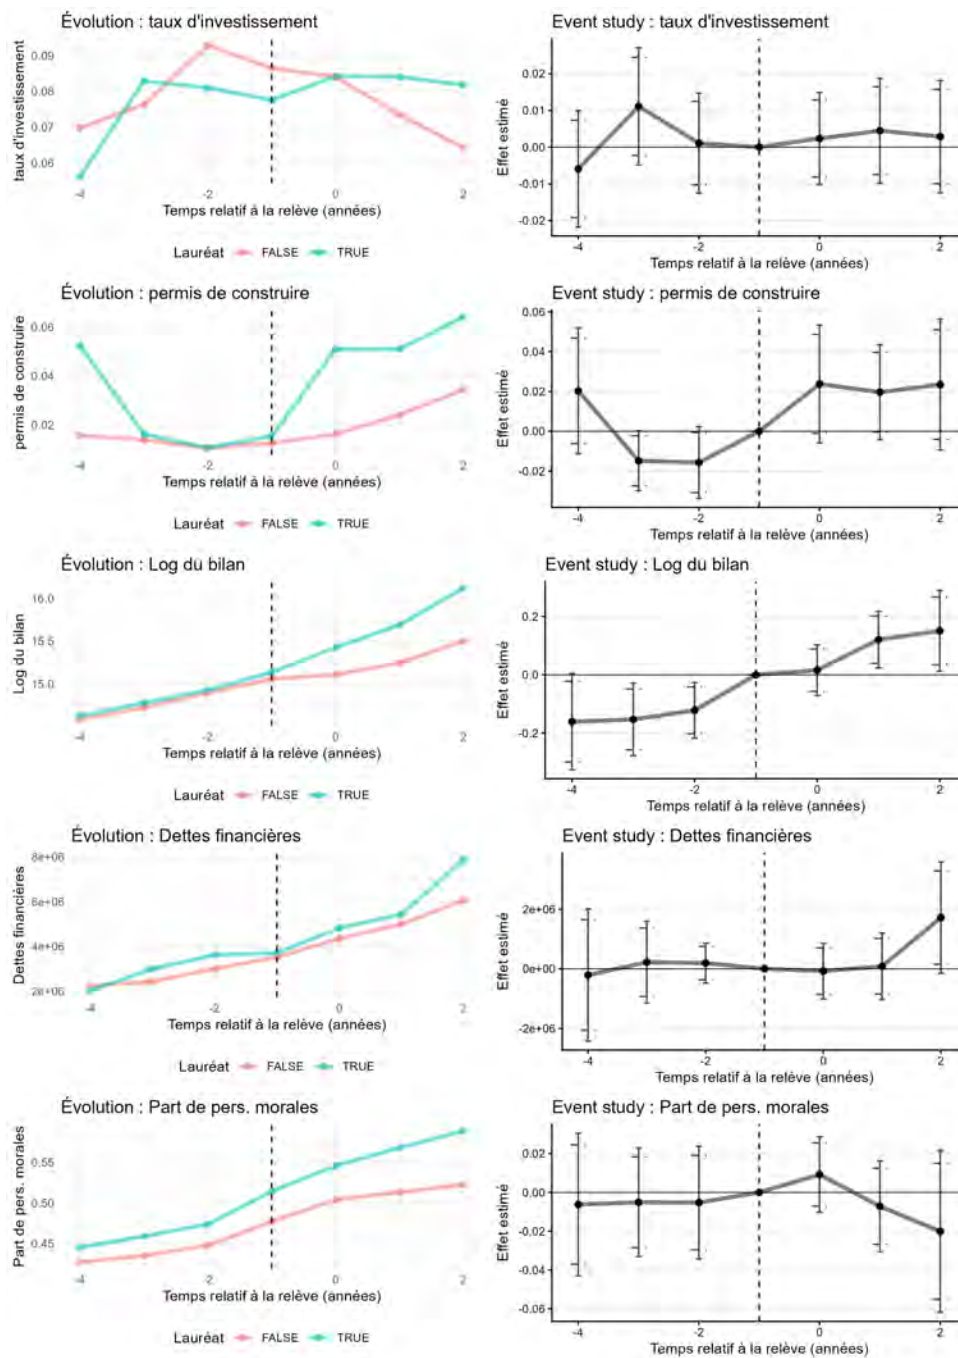 Évolution : taux d'investissement
taux d'investissement
0.09
0.08
0.07
0.06
-4
-2
0
2
Temps relatif à la relève (années)
Lauréat FALSE TRUE
Event study : taux d'investissement
Effet estimé
0.02
0.01
0.00
-0.01
-0.02
-4
-2
0
2
Temps relatif à la relève (années)
Évolution : permis de construire
permis de construire
0.06
0.04
0.02
-4
-2
0
2
Temps relatif à la relève (années)
Lauréat FALSE TRUE
Event study : permis de construire
Effet estimé
0.06
0.04
0.02
0.00
-0.02
-4
-2
0
2
Temps relatif à la relève (années)
Évolution : Log du bilan
Log du bilan
16.0
15.5
15.0
-4
-2
0
2
Temps relatif à la relève (années)
Lauréat FALSE TRUE
Event study : Log du bilan
Effet estimé
0.2
0.0
-0.2
-4
-2
0
2
Temps relatif à la relève (années)
Évolution : Dettes financières
Dettes financières
8e+06
6e+06
4e+06
2e+06
-4
-2
0
2
Temps relatif à la relève (années)
Lauréat FALSE TRUE
Event study : Dettes financières
Effet estimé
2e+06
0e+00
-2e+06
-4
-2
0
2
Temps relatif à la relève (années)
Évolution : Part de pers. morales
Part de pers. morales
0.55
0.50
0.45
-4
-2
0
2
Temps relatif à la relève (années)
Lauréat FALSE TRUE
Event study : Part de pers. morales
Effet estimé
0.02
0.00
-0.02
-0.04
-0.06
-4
-2
0
2
Temps relatif à la relève (années)